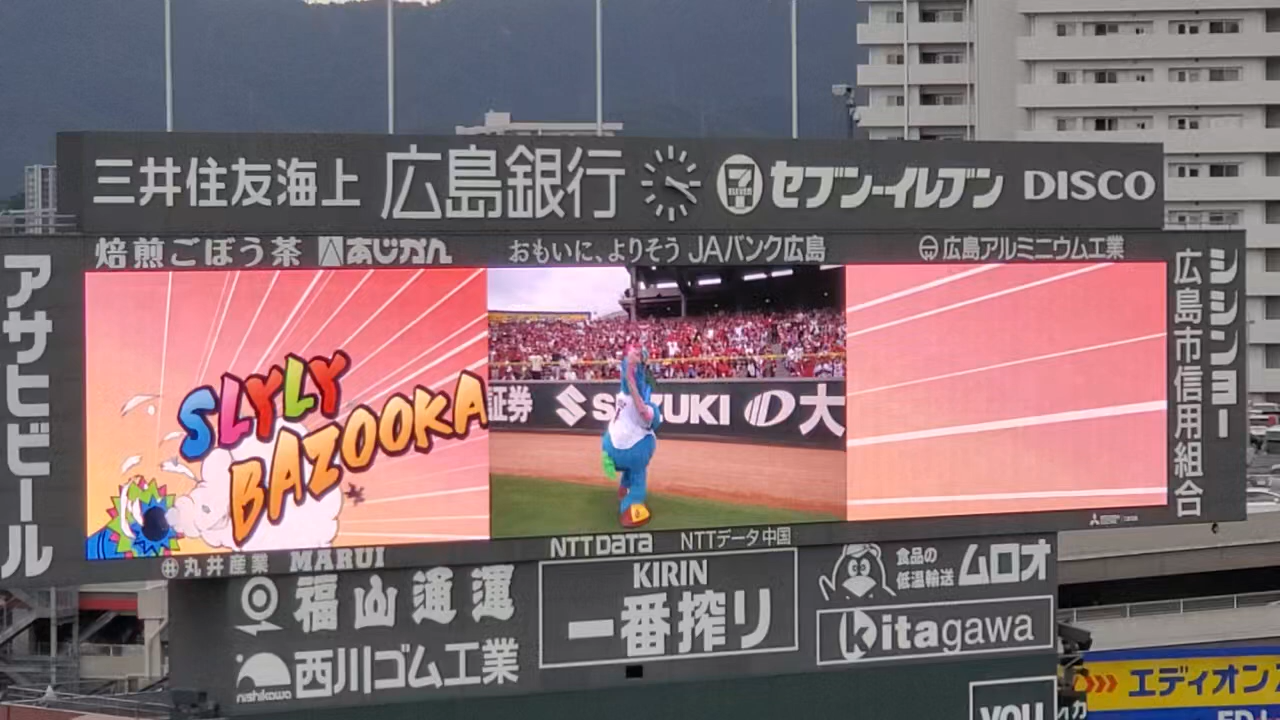 三井住友海上 広島銀行 7 ELEVEN セブン-イレブン DISCO
焙煎ごぼう茶 あじかん おもいに、よりそう JAバンク広島 広島アルミニウム工業
アサヒビール
SLYLY
BAZOOKA
証券 SUZUKI 大
シシンヨー
広島市信用組合
丸井産業 MARUI NTT DATA NTTデータ中国
福山通運
KIRIN
一番搾り
食品の
低温輸送 ムロオ
nishikawa 西川ゴム工業
kitagawa
エディオン
YOU